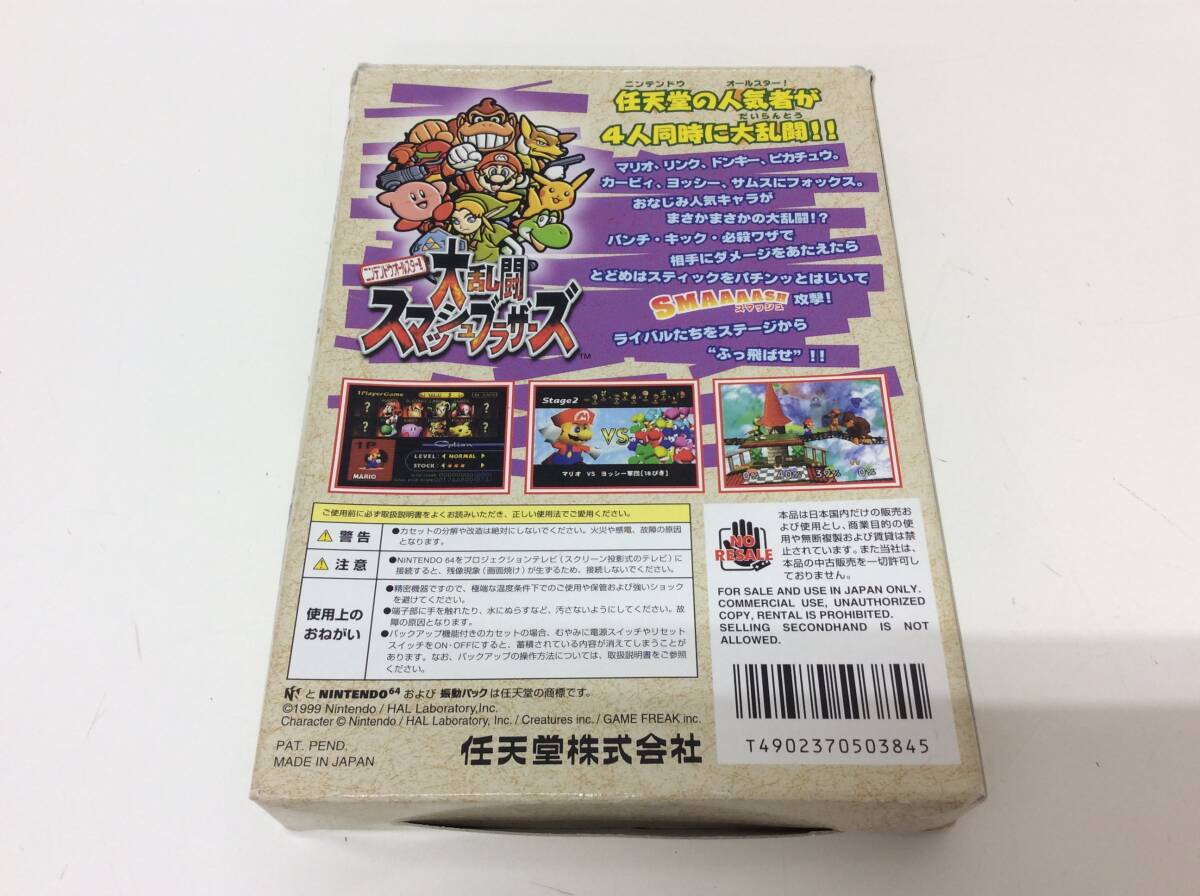 ニンテンドウ オールスター!
任天堂の人気者が
だいらんとう
4人同時に大乱闘!!
マリオ、リンク、ドンキー、ピカチュウ。
カービィ、ヨッシー、サムスにフォックス。
おなじみ人気キャラが
まさかまさかの大乱闘!?
パンチ・キック・必殺ワザで
相手にダメージをあたえたら
とどめはスティックをバチンッとはじいて
SMAAAASH 攻撃!
スマッシュ
ライバルたちをステージから
“ふっ飛ばせ”!!
ニンテンドウオールスター!
大乱闘
スマッシュブラザーズ
TM
1PlayerGame
Option
1P
LEVEL: NORMAL
STOCK:
MARIO
Stage2
VS.
マリオ VS ヨッシー軍団[18ぴき]
0% 40% 39% 0%
ご使用前に必ず取扱説明書をよくお読みいただき、正しい使用法でご愛用ください。
警告
●カセットの分解や改造は絶対にしないでください。火災や感電、故障の原因
となります。
注意
●NINTENDO 64をプロジェクションテレビ(スクリーン投影式のテレビ)に
接続すると、残像現象(画面焼け)が生ずるため、接続しないでください。
使用上の
おねがい
●精密機器ですので、極端な温度条件下でのご使用や保管および強いショック
を避けてください。
●端子部に手を触れたり、水にぬらすなど、汚さないようにしてください。故
障の原因となります。
●バックアップ機能付きのカセットの場合、むやみに電源スイッチやリセット
スイッチをON・OFFにすると、蓄積されている内容が消えてしまうことが
あります。なお、バックアップの操作方法については、取扱説明書をご参照
ください。
NO
RESALE
本品は日本国内だけの販売お
よび使用とし、商業目的の使
用や無断複製および賃貸は禁
止されています。また当社は、
本品の中古販売を一切許可し
ておりません。
FOR SALE AND USE IN JAPAN ONLY.
COMMERCIAL USE, UNAUTHORIZED
COPY, RENTAL IS PROHIBITED.
SELLING SECONDHAND IS NOT
ALLOWED.
T4902370503845
と NINTENDO64 および 振動パック は任天堂の商標です。
©1999 Nintendo / HAL Laboratory,Inc.
Character © Nintendo / HAL Laboratory, Inc. / Creatures inc. / GAME FREAK inc.
PAT. PEND.
MADE IN JAPAN
任天堂株式会社